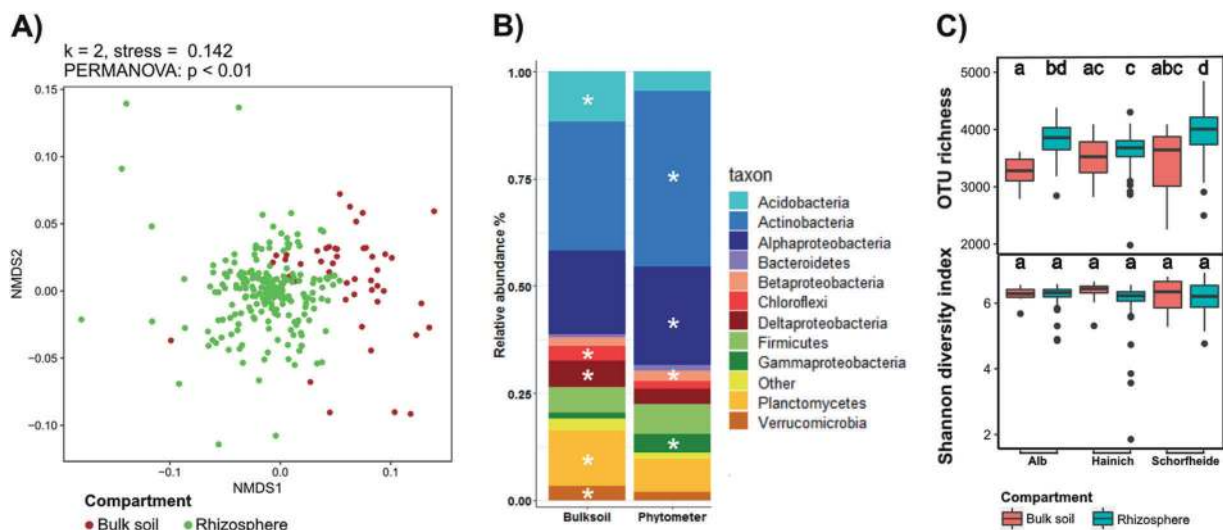 A)
k = 2, stress = 0.142
PERMANOVA: p < 0.01
0.15
0.10
0.05
0.00
−0.05
−0.10
NMDS2
−0.1
0.0
0.1
NMDS1
Compartment
Bulk soil
Rhizosphere
B)
1.00
0.75
0.50
0.25
0.00
Relative abundance %
*
*
*
*
*
*
*
*
*
Bulksoil
Phytometer
taxon
Acidobacteria
Actinobacteria
Alphaproteobacteria
Bacteroidetes
Betaproteobacteria
Chloroflexi
Deltaproteobacteria
Firmicutes
Gammaproteobacteria
Other
Planctomycetes
Verrucomicrobia
C)
a bd ac c abc d
5000
4000
3000
2000
OTU richness
a a a a a a
6
4
2
Shannon diversity index
Alb
Hainich
Schorfheide
Compartment
Bulk soil
Rhizosphere